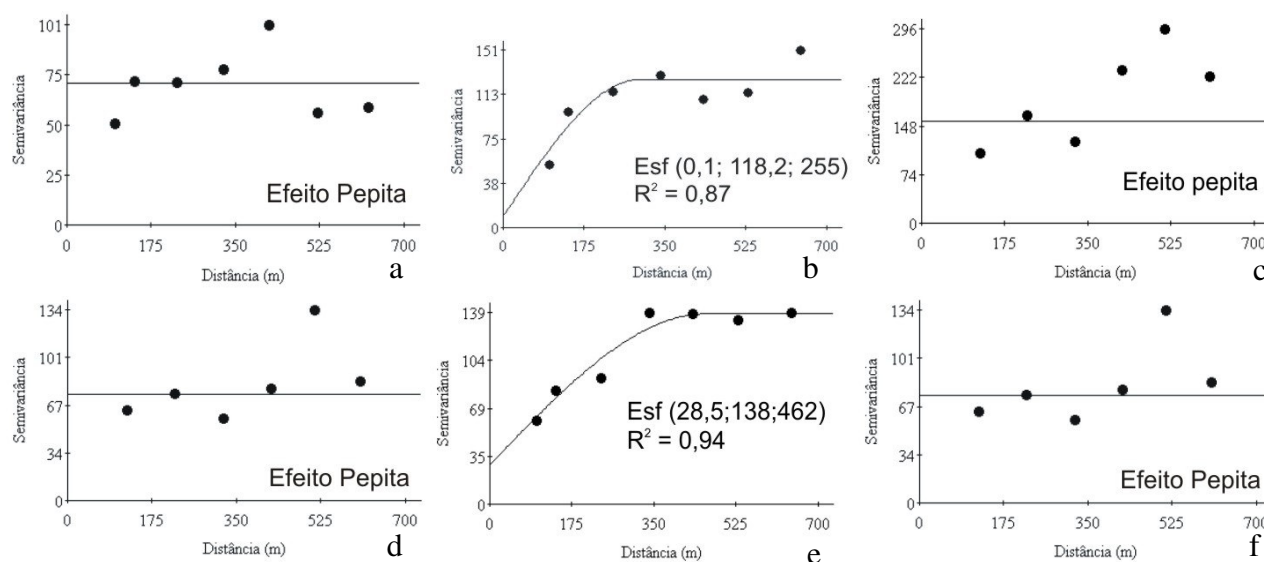 Semivariância
101
75
50
25
0
0 175 350 525 700
Distância (m)
Efeito Pepita
a
Semivariância
151
113
75
38
0
0 175 350 525 700
Distância (m)
Esf (0,1; 118,2; 255)
R² = 0,87
b
Semivariância
296
222
148
74
0
0 175 350 525 700
Distância (m)
Efeito pepita
c
Semivariância
134
101
67
34
0
0 175 350 525 700
Distância (m)
Efeito Pepita
d
Semivariância
139
104
69
35
0
0 175 350 525 700
Distância (m)
Esf (28,5;138;462)
R² = 0,94
e
Semivariância
134
101
67
34
0
0 175 350 525 700
Distância (m)
Efeito Pepita
f